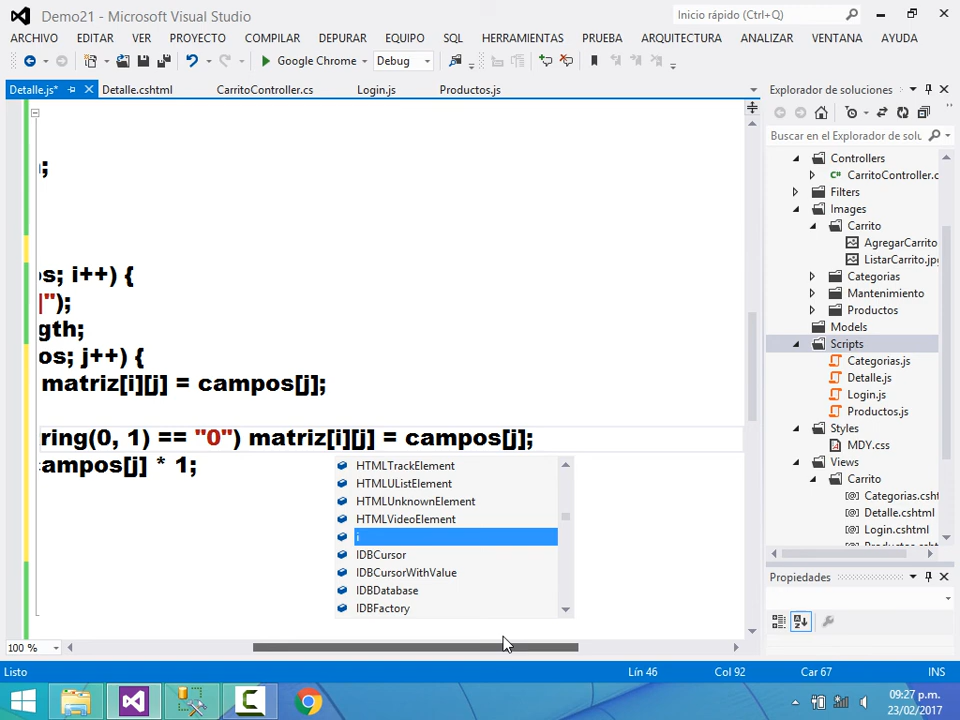 Demo21 - Microsoft Visual Studio
Inicio rápido (Ctrl+Q)
ARCHIVO EDITAR VER PROYECTO COMPILAR DEPURAR EQUIPO SQL HERRAMIENTAS PRUEBA ARQUITECTURA ANALIZAR VENTANA AYUDA
Google Chrome Debug
Detalle.js* Detalle.cshtml CarritoController.cs Login.js Productos.js
Explorador de soluciones
Buscar en el Explorador de solu
;
os; i++) {
|");
gth;
os; j++) {
matriz[i][j] = campos[j];
ring(0, 1) == "0") matriz[i][j] = campos[j];
campos[j] * 1;
HTMLTrackElement
HTMLUListElement
HTMLUnknownElement
HTMLVideoElement
i
IDBCursor
IDBCursorWithValue
IDBDatabase
IDBFactory
Controllers
C# CarritoController.c
Filters
Images
Carrito
AgregarCarrito
ListarCarrito.jpg
Categorias
Mantenimiento
Productos
Models
Scripts
Categorias.js
Detalle.js
Login.js
Productos.js
Styles
MDY.css
Views
Carrito
Categorias.csht
Detalle.cshtml
Login.cshtml
Propiedades
100 %
Listo Lín 46 Col 92 Car 67 INS
09:27 p.m.
23/02/2017